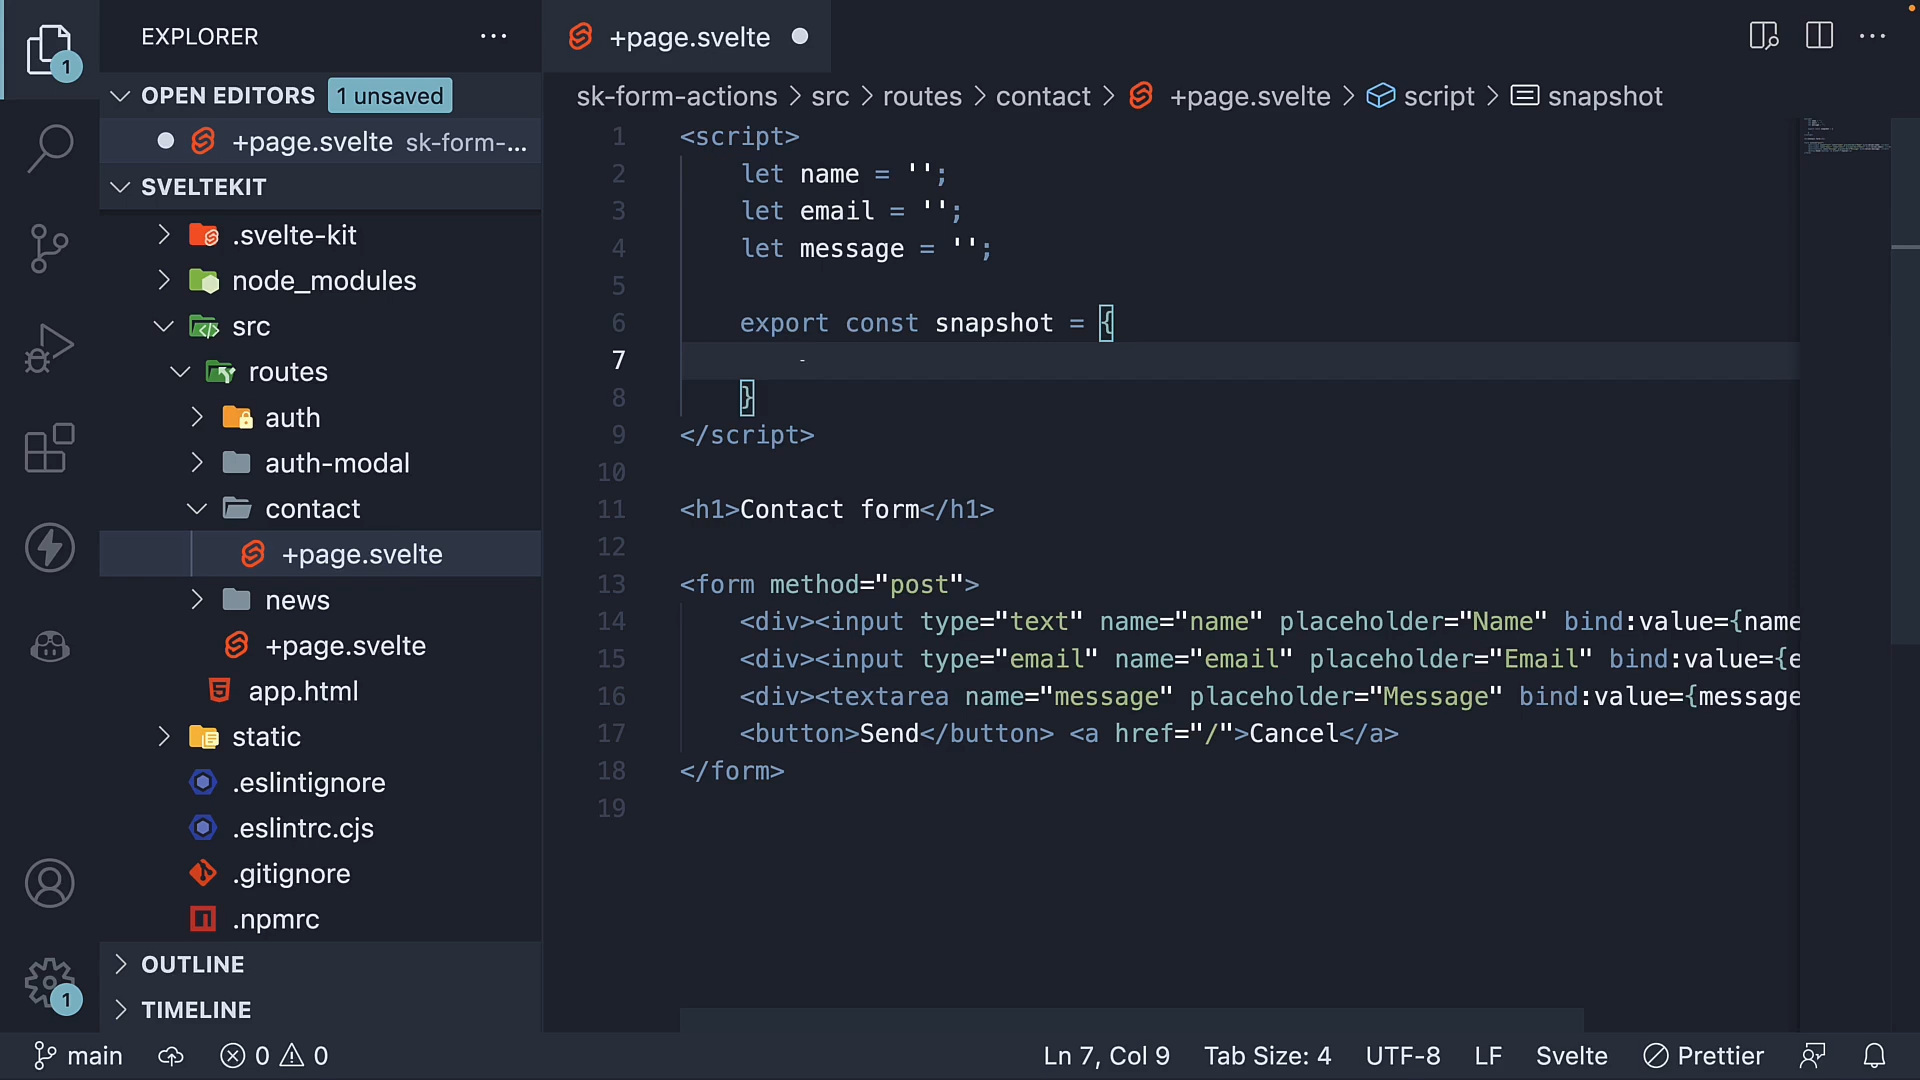 EXPLORER
1
OPEN EDITORS 1 unsaved
+page.svelte sk-form-...
SVELTEKIT
.svelte-kit
node_modules
src
routes
auth
auth-modal
contact
+page.svelte
news
+page.svelte
app.html
static
.eslintignore
.eslintrc.cjs
.gitignore
.npmrc
OUTLINE
1
TIMELINE
+page.svelte
sk-form-actions > src > routes > contact > +page.svelte > script > snapshot
1 <script>
2 let name = '';
3 let email = '';
4 let message = '';
5
6 export const snapshot = {
7
8 }
9 </script>
10
11 <h1>Contact form</h1>
12
13 <form method="post">
14 <div><input type="text" name="name" placeholder="Name" bind:value={name
15 <div><input type="email" name="email" placeholder="Email" bind:value={e
16 <div><textarea name="message" placeholder="Message" bind:value={message
17 <button>Send</button> <a href="/">Cancel</a>
18 </form>
19
main 0 0 Ln 7, Col 9 Tab Size: 4 UTF-8 LF Svelte Prettier